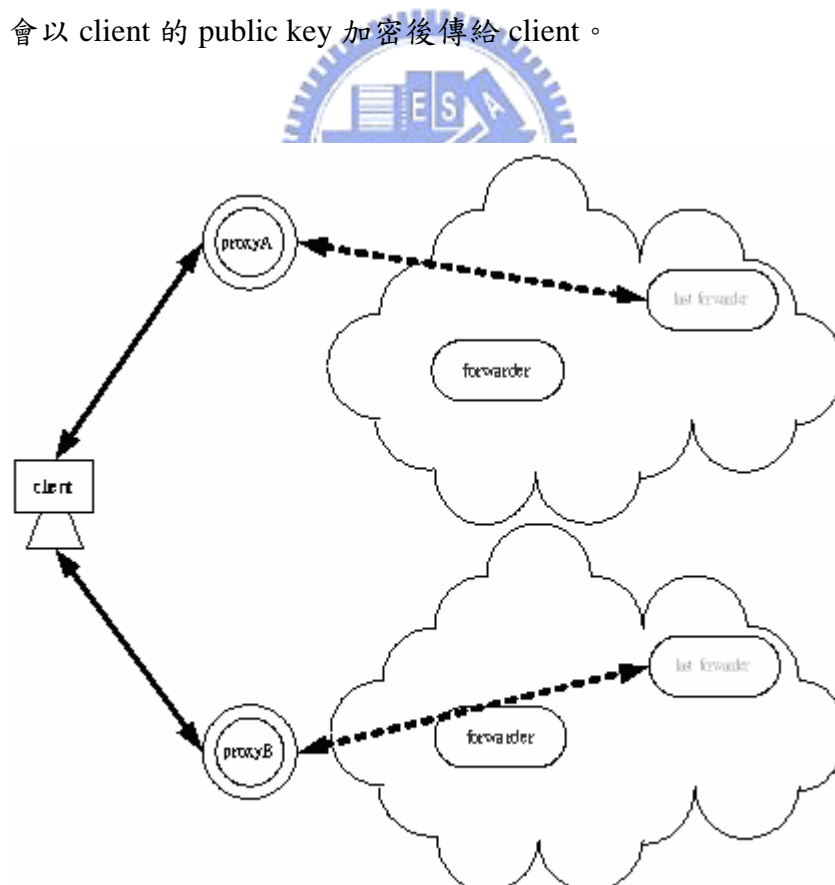 會以 client 的 public key 加密後傳給 client。
ESA
proxyA
last forwarder
forwarder
client
last forwarder
forwarder
proxyB